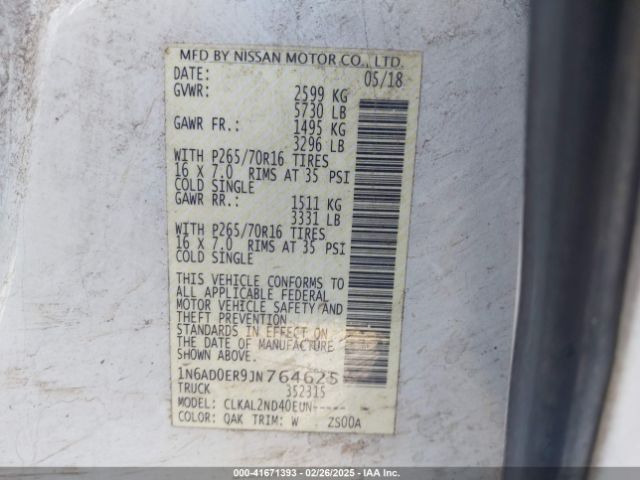 MFD BY NISSAN MOTOR CO., LTD.
DATE: 05/18
GVWR: 2599 KG
5730 LB
GAWR FR.: 1495 KG
3296 LB
WITH P265/70R16 TIRES
16 X 7.0 RIMS AT 35 PSI
COLD SINGLE
GAWR RR.: 1511 KG
3331 LB
WITH P265/70R16 TIRES
16 X 7.0 RIMS AT 35 PSI
COLD SINGLE
THIS VEHICLE CONFORMS TO
ALL APPLICABLE FEDERAL
MOTOR VEHICLE SAFETY AND
THEFT PREVENTION
STANDARDS IN EFFECT ON
THE DATE OF MANUFACTURE
SHOWN ABOVE.
1N6AD0ER9JN764625
TRUCK 352315
MODEL: CLKAL2ND40EUN-----
COLOR: QAK TRIM: W ZS00A
000-41671393 - 02/26/2025 - IAA Inc.